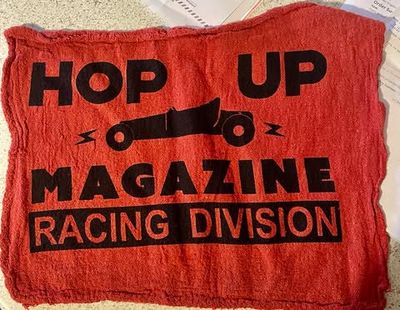 HOP UP
MAGAZINE
RACING DIVISION